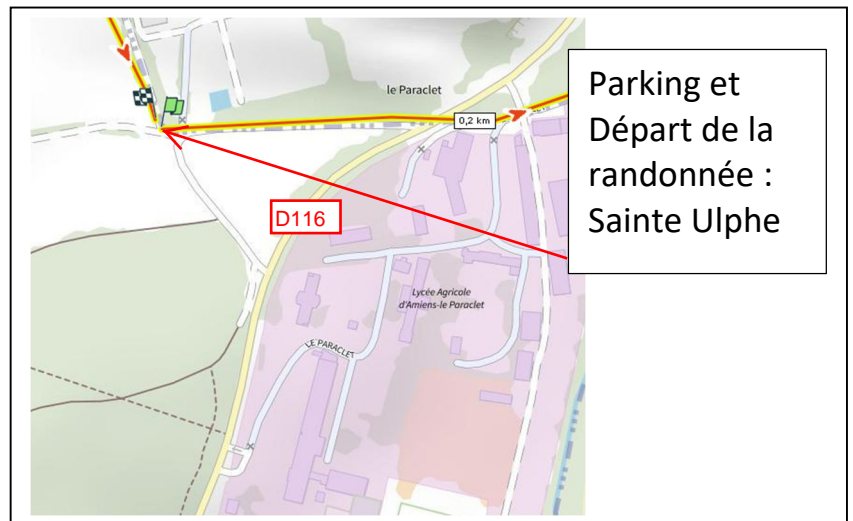 le Paraclet
0,2 km
Parking et
Départ de la
randonnée :
Sainte Ulphe
D116
Lycée Agricole
d'Amiens-le Paraclet
LE PARACLET